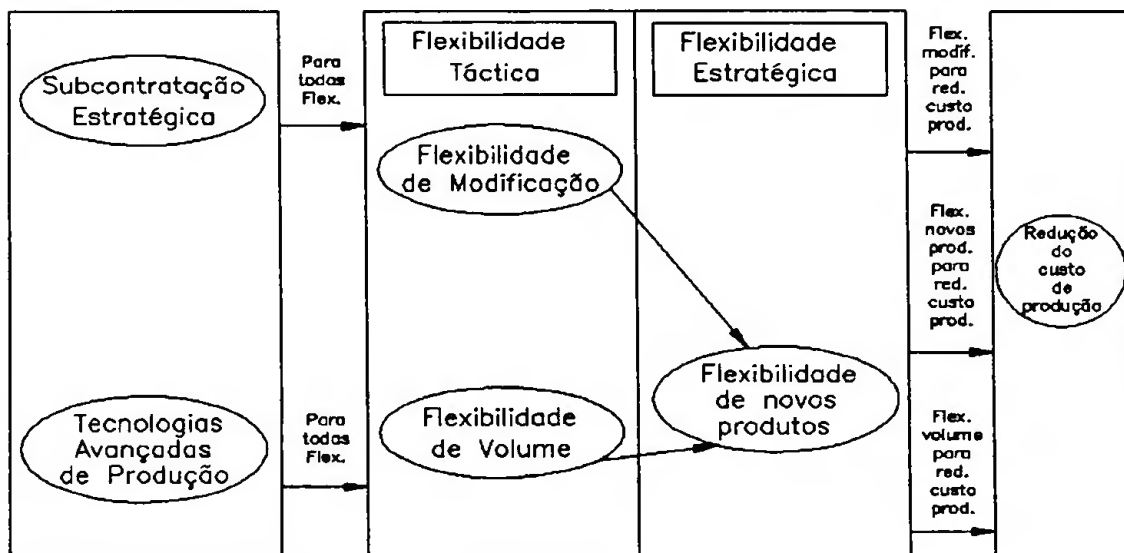 Subcontratação
Estratégica
Tecnologias
Avançadas
de Produção
Para
todas
Flex.
Para
todas
Flex.
Flexibilidade
Táctica
Flexibilidade
de Modificação
Flexibilidade
de Volume
Flexibilidade
Estratégica
Flexibilidade
de novos
produtos
Flex.
modif.
para
red.
custo
prod.
Flex.
novos
prod.
para
red.
custo
prod.
Flex.
volume
para
red.
custo
prod.
Redução
do
custo
de
produção